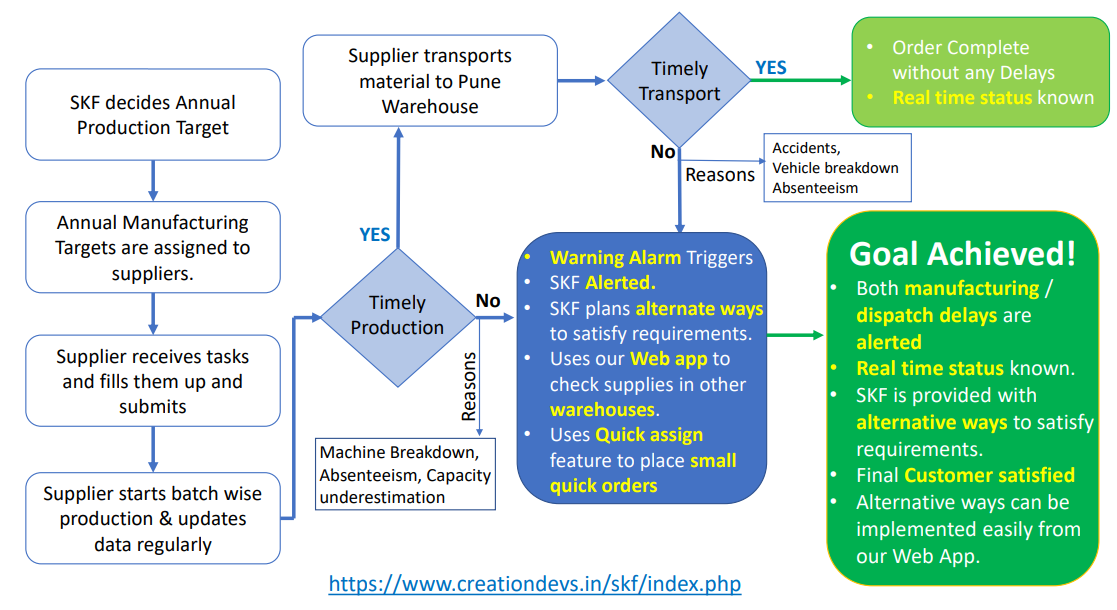 SKF decides Annual
Production Target
Annual Manufacturing
Targets are assigned to
suppliers.
Supplier receives tasks
and fills them up and
submits
Supplier starts batch wise
production & updates
data regularly
Timely
Production
YES
No
Reasons
Machine Breakdown,
Absenteeism, Capacity
underestimation
Supplier transports
material to Pune
Warehouse
Timely
Transport
YES
No
Reasons
Accidents,
Vehicle breakdown
Absenteeism
• Order Complete
without any Delays
• Real time status known
• Warning Alarm Triggers
• SKF Alerted.
• SKF plans alternate ways
to satisfy requirements.
• Uses our Web app to
check supplies in other
warehouses.
• Uses Quick assign
feature to place small
quick orders
Goal Achieved!
• Both manufacturing /
dispatch delays are
alerted
• Real time status known.
• SKF is provided with
alternative ways to satisfy
requirements.
• Final Customer satisfied
• Alternative ways can be
implemented easily from
our Web App.
https://www.creationdevs.in/skf/index.php